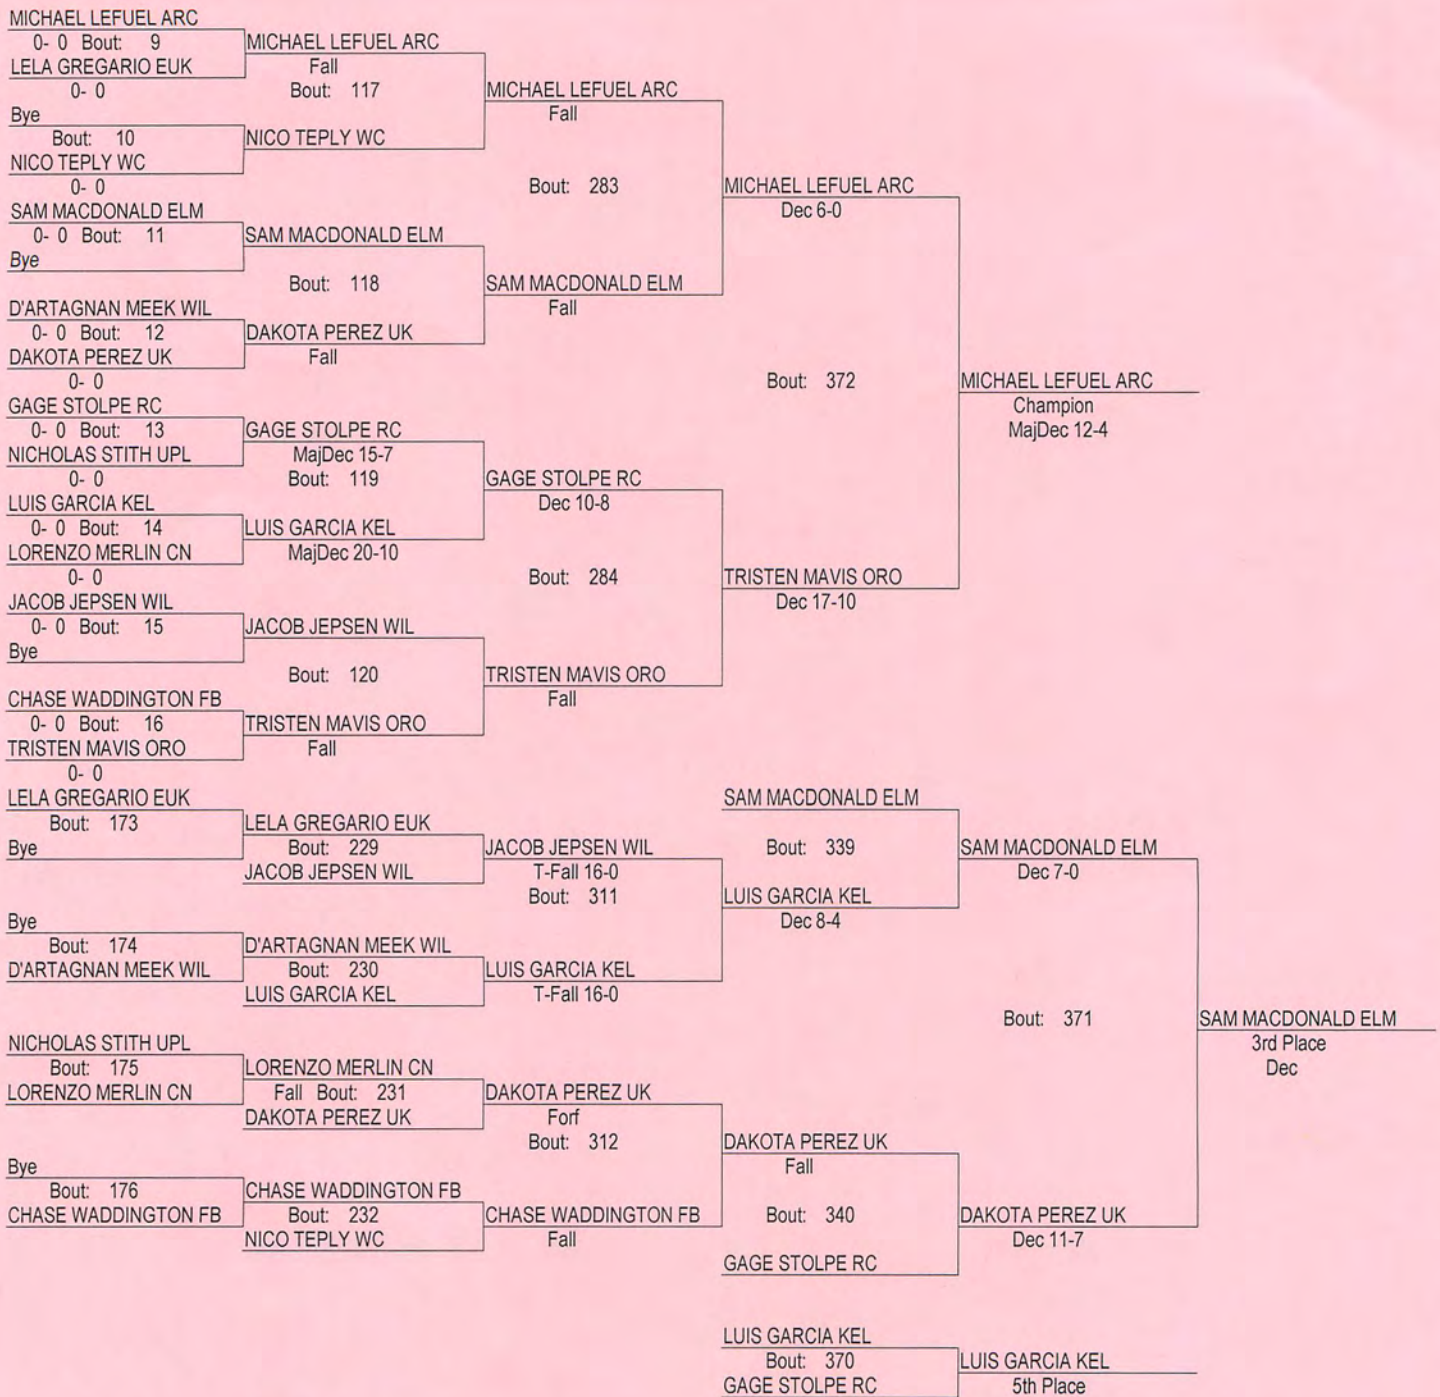 MICHAEL LEFUEL ARC
0- 0 Bout: 9
LELA GREGARIO EUK
0- 0
Bye
Bout: 10
NICO TEPLY WC
0- 0
SAM MACDONALD ELM
0- 0 Bout: 11
Bye
D'ARTAGNAN MEEK WIL
0- 0 Bout: 12
DAKOTA PEREZ UK
0- 0
GAGE STOLPE RC
0- 0 Bout: 13
NICHOLAS STITH UPL
0- 0
LUIS GARCIA KEL
0- 0 Bout: 14
LORENZO MERLIN CN
0- 0
JACOB JEPSEN WIL
0- 0 Bout: 15
Bye
CHASE WADDINGTON FB
0- 0 Bout: 16
TRISTEN MAVIS ORO
0- 0
MICHAEL LEFUEL ARC
Fall
Bout: 117
NICO TEPLY WC
SAM MACDONALD ELM
Bout: 118
DAKOTA PEREZ UK
Fall
GAGE STOLPE RC
MajDec 15-7
Bout: 119
LUIS GARCIA KEL
MajDec 20-10
JACOB JEPSEN WIL
Bout: 120
TRISTEN MAVIS ORO
Fall
MICHAEL LEFUEL ARC
Fall
Bout: 283
SAM MACDONALD ELM
Fall
GAGE STOLPE RC
Dec 10-8
Bout: 284
TRISTEN MAVIS ORO
Fall
MICHAEL LEFUEL ARC
Dec 6-0
Bout: 372
TRISTEN MAVIS ORO
Dec 17-10
MICHAEL LEFUEL ARC
Champion
MajDec 12-4
LELA GREGARIO EUK
Bout: 173
Bye
Bye
Bout: 174
D'ARTAGNAN MEEK WIL
NICHOLAS STITH UPL
Bout: 175
LORENZO MERLIN CN
Bye
Bout: 176
CHASE WADDINGTON FB
LELA GREGARIO EUK
Bout: 229
JACOB JEPSEN WIL
D'ARTAGNAN MEEK WIL
Bout: 230
LUIS GARCIA KEL
LORENZO MERLIN CN
Fall Bout: 231
DAKOTA PEREZ UK
CHASE WADDINGTON FB
Bout: 232
NICO TEPLY WC
JACOB JEPSEN WIL
T-Fall 16-0
Bout: 311
LUIS GARCIA KEL
T-Fall 16-0
DAKOTA PEREZ UK
Forf
Bout: 312
CHASE WADDINGTON FB
Fall
SAM MACDONALD ELM
Bout: 339
LUIS GARCIA KEL
Dec 8-4
DAKOTA PEREZ UK
Fall
Bout: 340
GAGE STOLPE RC
SAM MACDONALD ELM
Dec 7-0
Bout: 371
DAKOTA PEREZ UK
Dec 11-7
SAM MACDONALD ELM
3rd Place
Dec
LUIS GARCIA KEL
Bout: 370
GAGE STOLPE RC
LUIS GARCIA KEL
5th Place